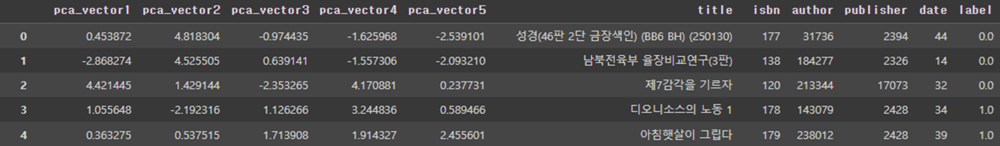 pca_vector1 pca_vector2 pca_vector3 pca_vector4 pca_vector5 title isbn author publisher date label
0 0.453872 4.818304 -0.974435 -1.625968 -2.539101 성경(46판 2단 금장색인) (BB6 BH) (250130) 177 31736 2394 44 0.0
1 -2.868274 4.525505 0.639141 -1.557306 -2.093210 남북전육부 율장비교연구(3판) 138 184277 2326 14 0.0
2 4.421445 1.429144 -2.353265 4.170881 0.237731 제7감각을 기르자 120 213344 17073 32 0.0
3 1.055648 -2.192316 1.126266 3.244836 0.589466 디오니소스의 노동 1 178 143079 2428 34 1.0
4 0.363275 0.537515 1.713908 1.914327 2.455601 아침햇살이 그립다 179 238012 2428 39 1.0